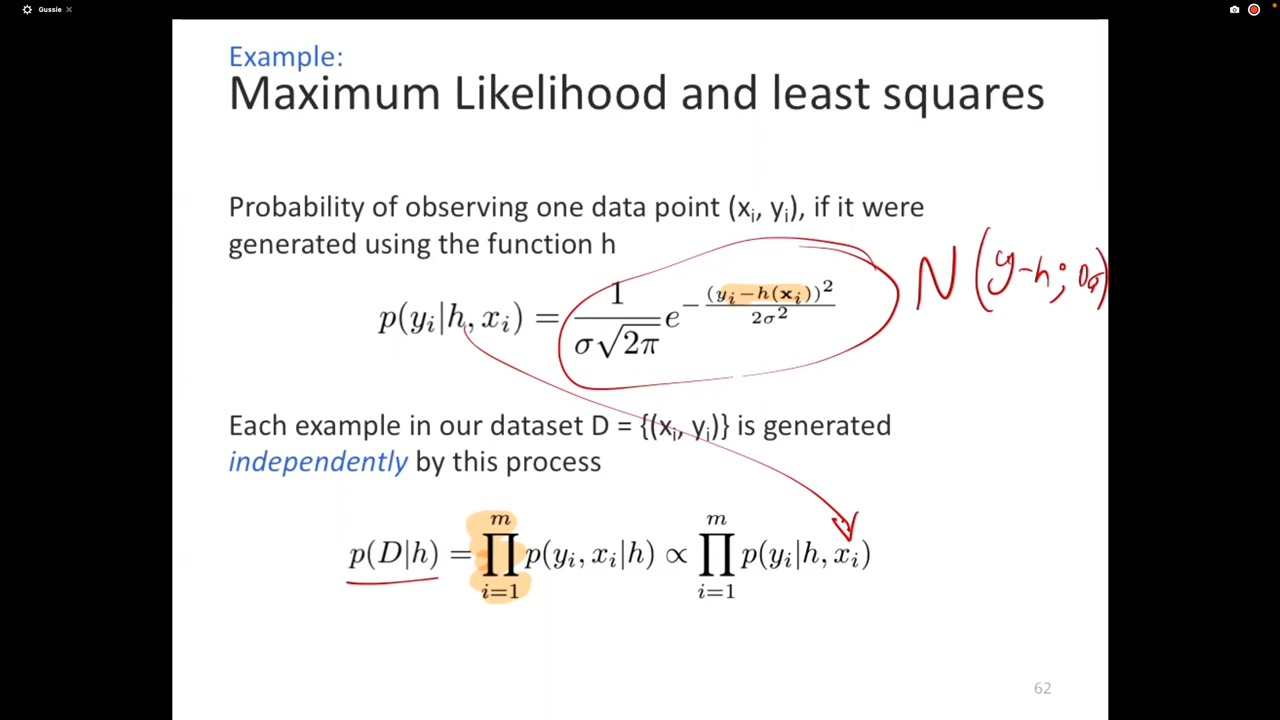 Gussie
Example:
Maximum Likelihood and least squares
Probability of observing one data point (xᵢ, yᵢ), if it were
generated using the function h
p(yᵢ|h, xᵢ) = 1/(σ√2π) e^(−(yᵢ−h(𝐱ᵢ))²/(2σ²))
N(y-h; 0,σ)
Each example in our dataset D = {(xᵢ, yᵢ)} is generated
independently by this process
p(D|h) = ∏ᵢ₌₁ᵐ p(yᵢ, xᵢ|h) ∝ ∏ᵢ₌₁ᵐ p(yᵢ|h, xᵢ)
62